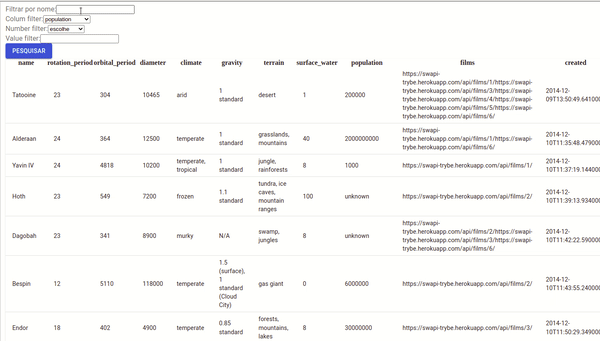 Filtrar por nome:
Colum filter: population
Number filter: escolhe
Value filter:
PESQUISAR
name rotation_period orbital_period diameter climate gravity terrain surface_water population films created
Tatooine 23 304 10465 arid 1 standard desert 1 200000 https://swapi-trybe.herokuapp.com/api/films/1/https://swapi-trybe.herokuapp.com/api/films/3/https://swapi-trybe.herokuapp.com/api/films/4/https://swapi-trybe.herokuapp.com/api/films/5/https://swapi-trybe.herokuapp.com/api/films/6/ 2014-12-09T13:50:49.641000
Alderaan 24 364 12500 temperate 1 standard grasslands, mountains 40 2000000000 https://swapi-trybe.herokuapp.com/api/films/1/https://swapi-trybe.herokuapp.com/api/films/6/ 2014-12-10T11:35:48.479000
Yavin IV 24 4818 10200 temperate, tropical 1 standard jungle, rainforests 8 1000 https://swapi-trybe.herokuapp.com/api/films/1/ 2014-12-10T11:37:19.144000
Hoth 23 549 7200 frozen 1.1 standard tundra, ice caves, mountain ranges 100 unknown https://swapi-trybe.herokuapp.com/api/films/2/ 2014-12-10T11:39:13.934000
Dagobah 23 341 8900 murky N/A swamp, jungles 8 unknown https://swapi-trybe.herokuapp.com/api/films/2/https://swapi-trybe.herokuapp.com/api/films/3/https://swapi-trybe.herokuapp.com/api/films/6/ 2014-12-10T11:42:22.590000
Bespin 12 5110 118000 temperate 1.5 (surface), 1 standard (Cloud City) gas giant 0 6000000 https://swapi-trybe.herokuapp.com/api/films/2/ 2014-12-10T11:43:55.240000
Endor 18 402 4900 temperate 0.85 standard forests, mountains, lakes 8 30000000 https://swapi-trybe.herokuapp.com/api/films/3/ 2014-12-10T11:50:29.349000